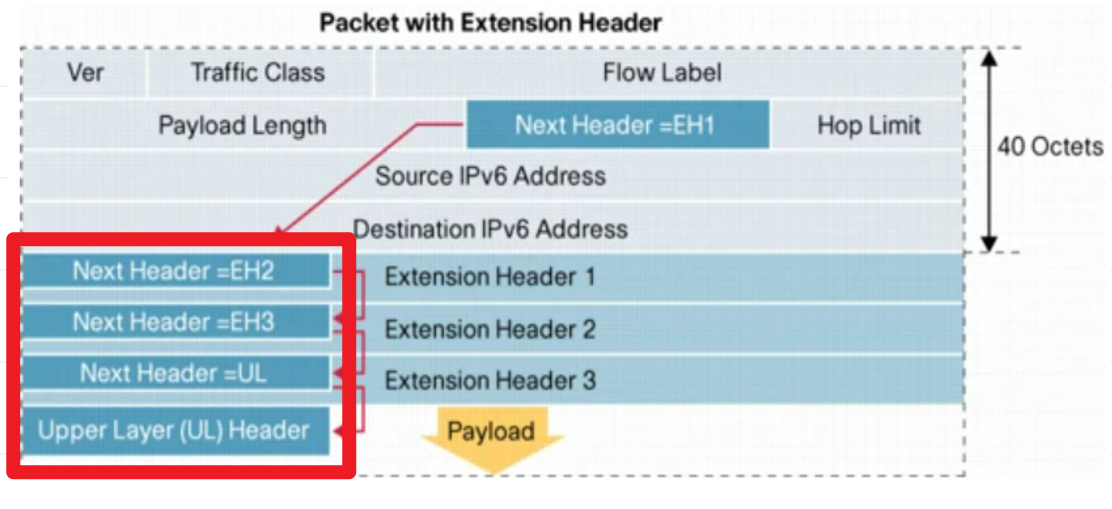 Packet with Extension Header
Ver Traffic Class Flow Label
Payload Length Next Header =EH1 Hop Limit
40 Octets
Source IPv6 Address
Destination IPv6 Address
Next Header =EH2 Extension Header 1
Next Header =EH3 Extension Header 2
Next Header =UL Extension Header 3
Upper Layer (UL) Header Payload